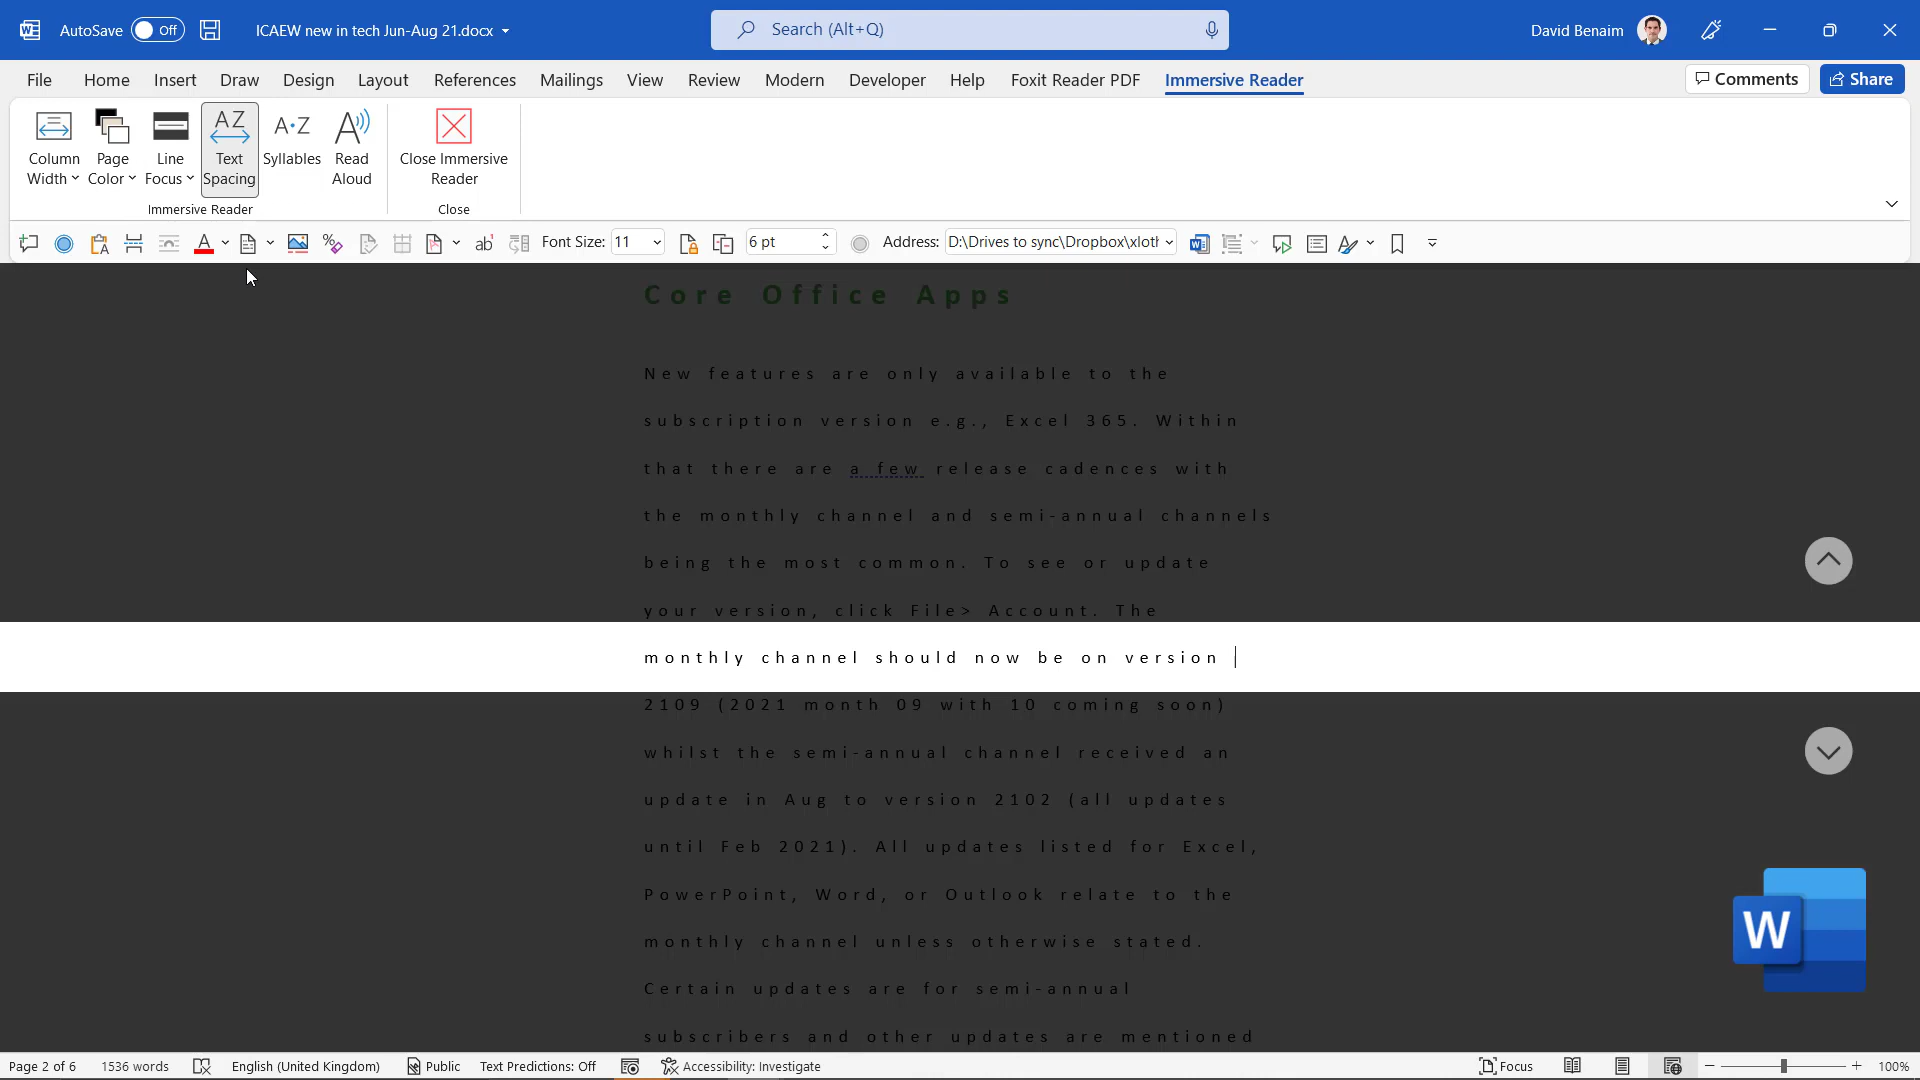 AutoSave Off ICAEW new in tech Jun-Aug 21.docx Search (Alt+Q) David Benaim
File Home Insert Draw Design Layout References Mailings View Review Modern Developer Help Foxit Reader PDF Immersive Reader Comments Share
AZ A·Z A
Column Width Page Color Line Focus Text Spacing Syllables Read Aloud Close Immersive Reader
Immersive Reader Close
A ab Font Size: 11 6 pt Address: D:\Drives to sync\Dropbox\xlotl
Core Office Apps
New features are only available to the
subscription version e.g., Excel 365. Within
that there are a few release cadences with
the monthly channel and semi-annual channels
being the most common. To see or update
your version, click File> Account. The
monthly channel should now be on version
2109 (2021 month 09 with 10 coming soon)
whilst the semi-annual channel received an
update in Aug to version 2102 (all updates
until Feb 2021). All updates listed for Excel,
PowerPoint, Word, or Outlook relate to the
monthly channel unless otherwise stated.
Certain updates are for semi-annual
subscribers and other updates are mentioned
W
Page 2 of 6 1536 words English (United Kingdom) Public Text Predictions: Off Accessibility: Investigate Focus 100%